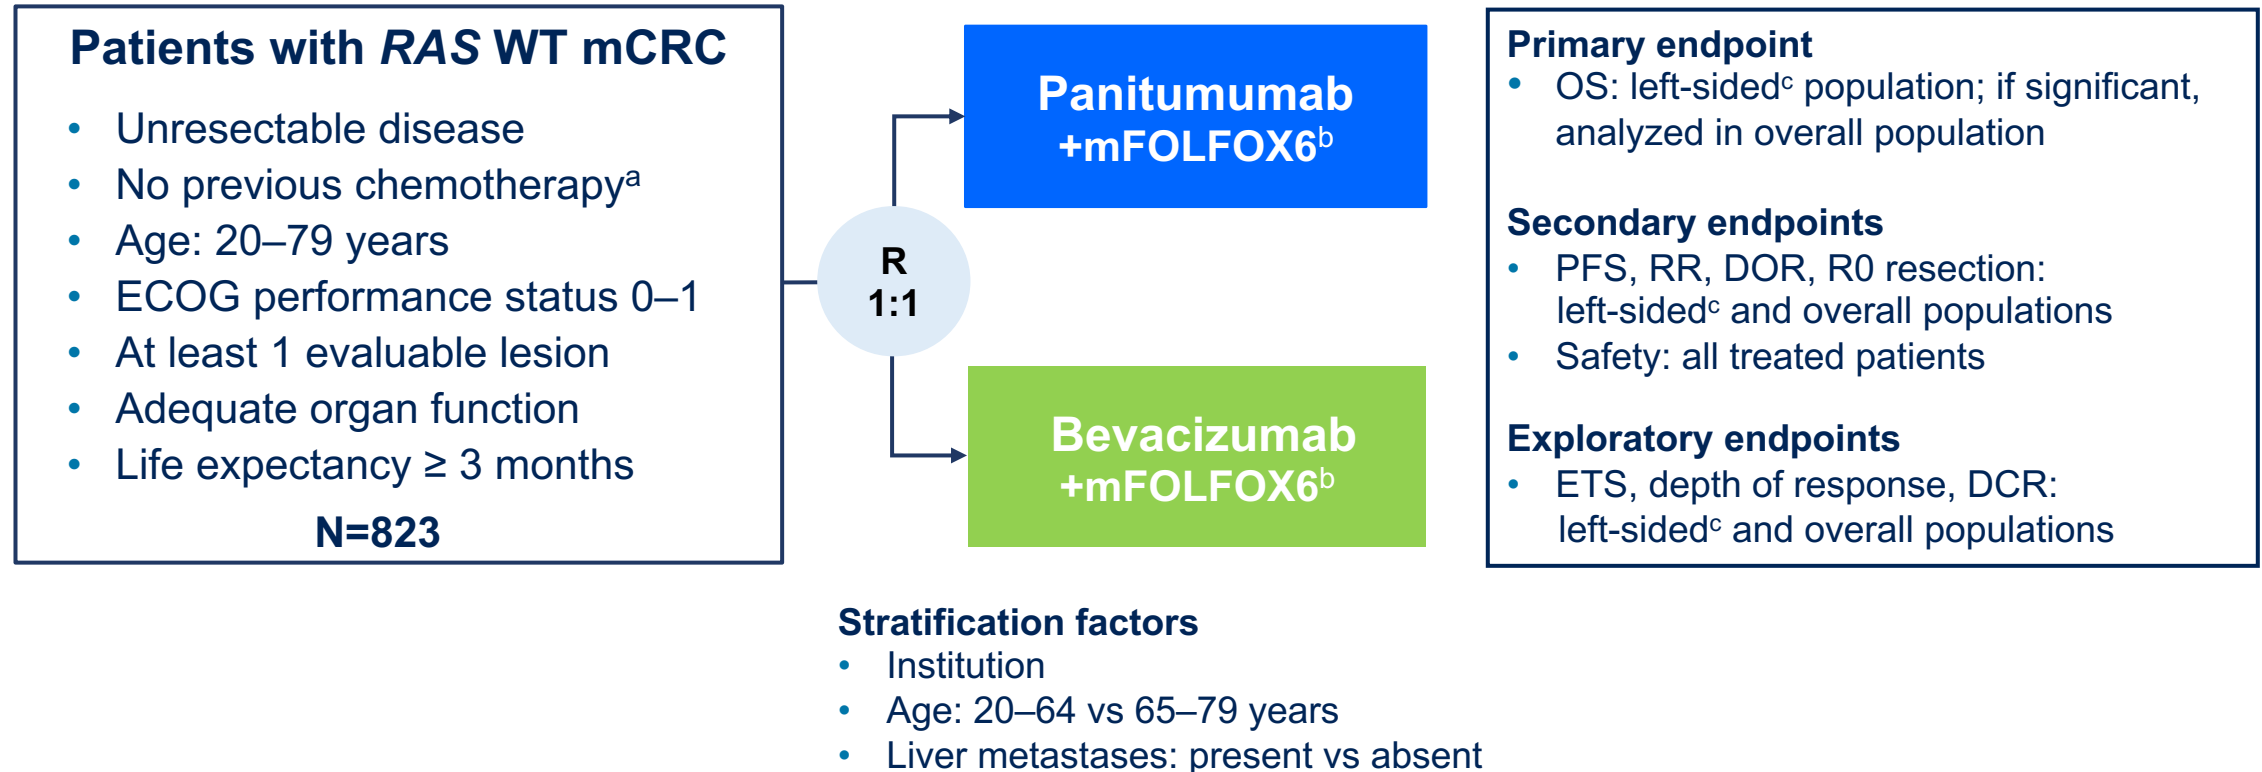 Patients with RAS WT mCRC
• Unresectable disease
• No previous chemotherapyᵃ
• Age: 20–79 years
• ECOG performance status 0–1
• At least 1 evaluable lesion
• Adequate organ function
• Life expectancy ≥ 3 months
N=823
R
1:1
Panitumumab
+mFOLFOX6ᵇ
Bevacizumab
+mFOLFOX6ᵇ
Primary endpoint
• OS: left-sidedᶜ population; if significant,
analyzed in overall population
Secondary endpoints
• PFS, RR, DOR, R0 resection:
left-sidedᶜ and overall populations
• Safety: all treated patients
Exploratory endpoints
• ETS, depth of response, DCR:
left-sidedᶜ and overall populations
Stratification factors
• Institution
• Age: 20–64 vs 65–79 years
• Liver metastases: present vs absent